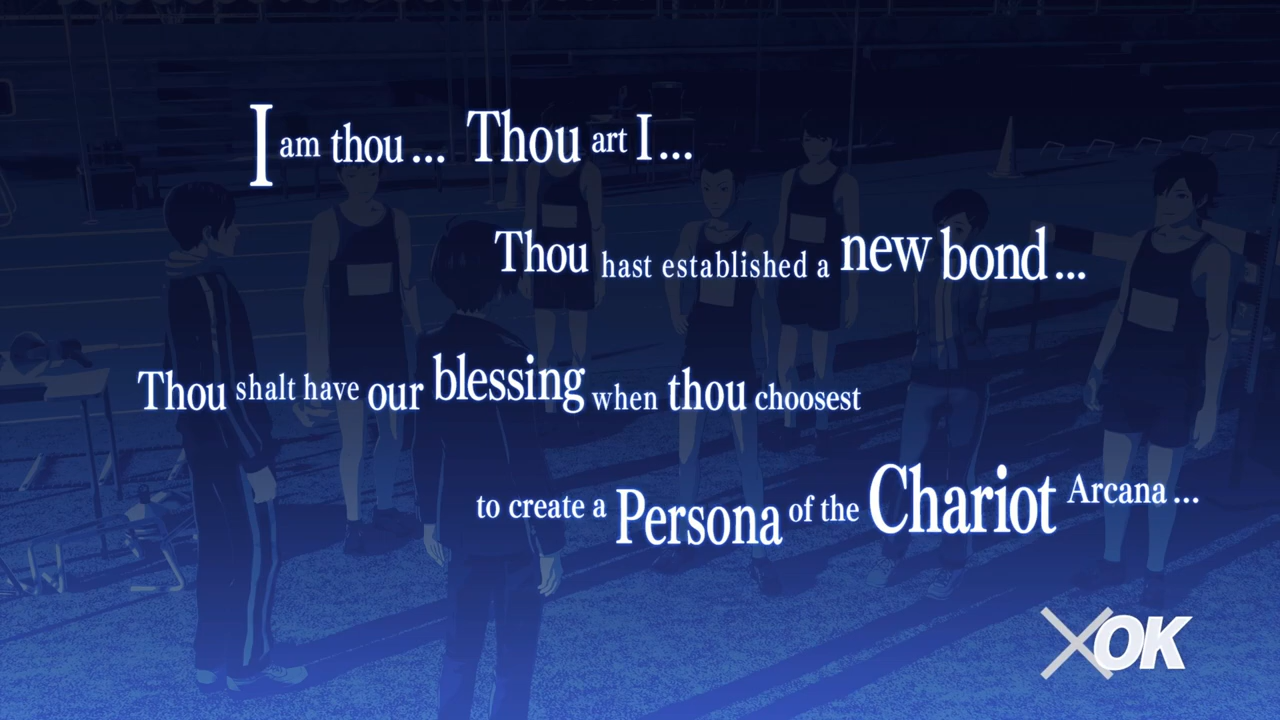 I am thou... Thou art I...
Thou hast established a new bond...
Thou shalt have our blessing when thou choosest
to create a Persona of the Chariot Arcana...
OK